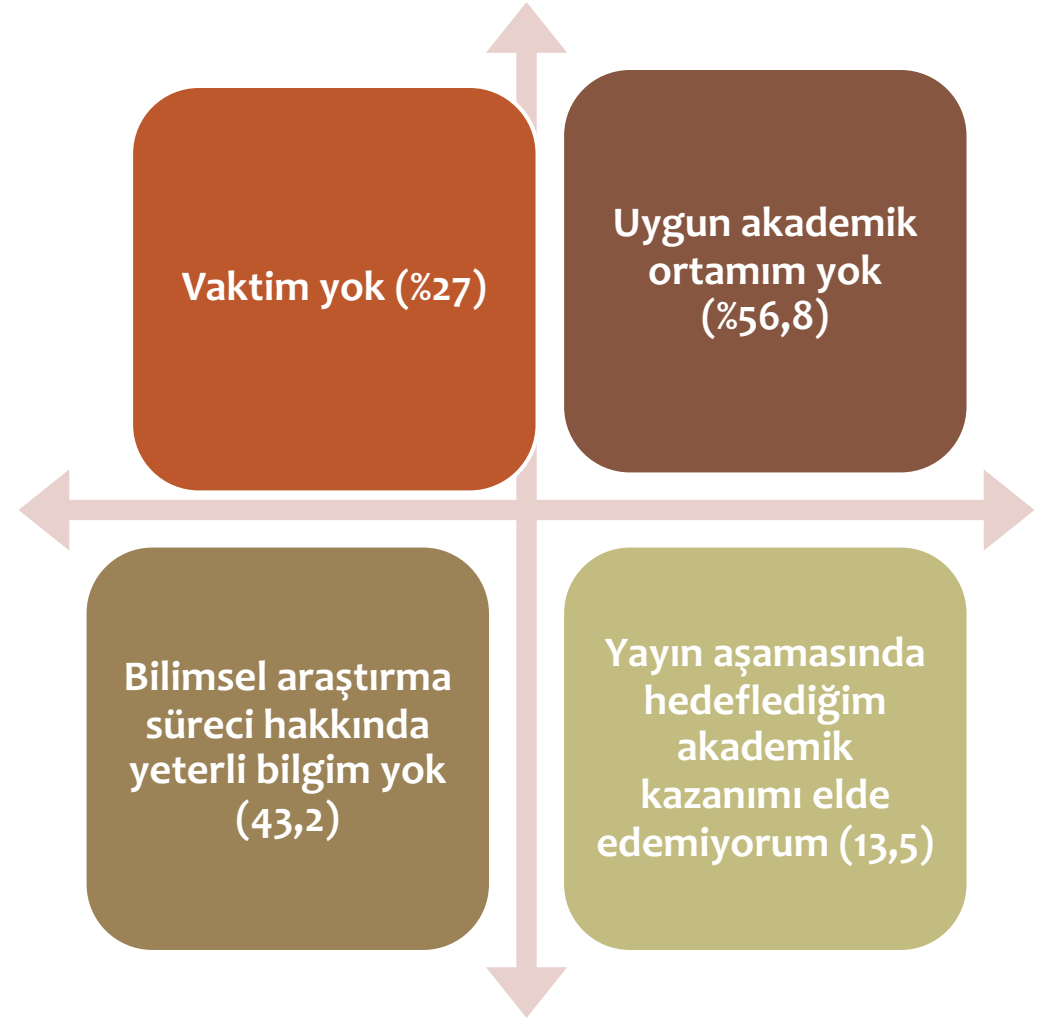 Vaktim yok (%27)
Uygun akademik
ortamım yok
(%56,8)
Bilimsel araştırma
süreci hakkında
yeterli bilgim yok
(43,2)
Yayın aşamasında
hedeflediğim
akademik
kazanımı elde
edemiyorum (13,5)